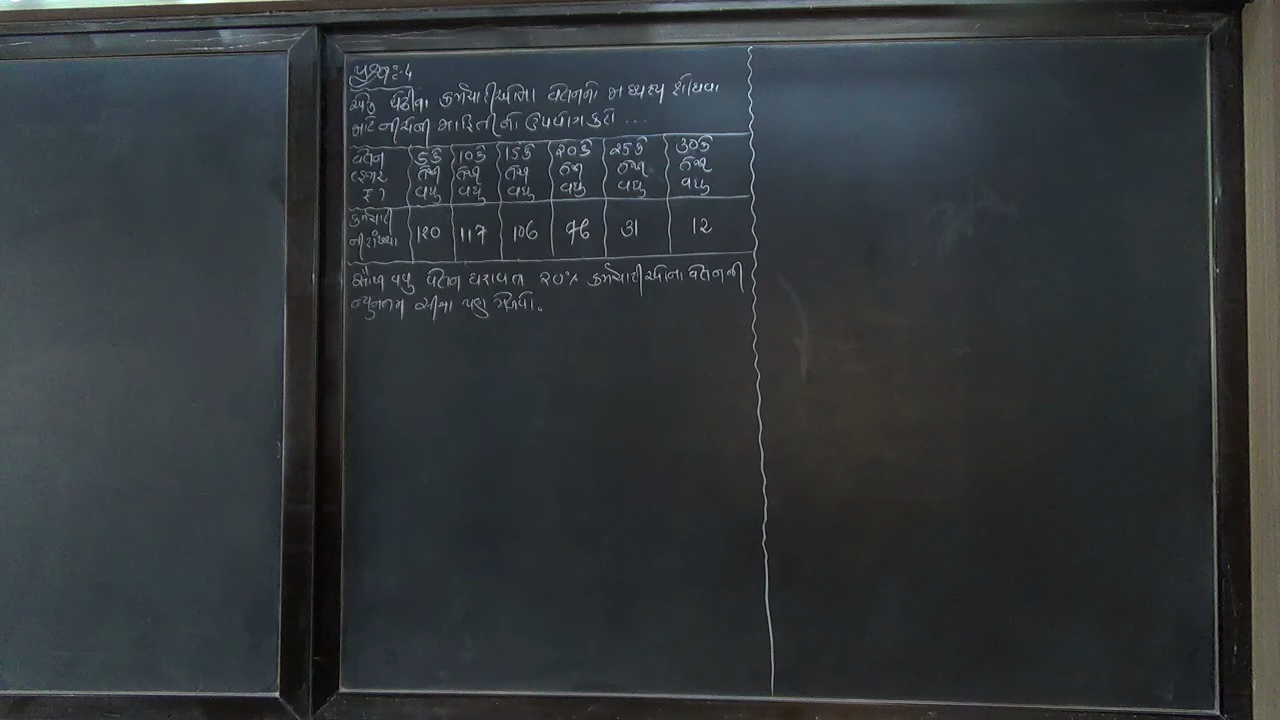 પ્રશ્ન:-4
એક પેઢીના કર્મચારીઓના વેતનનો મધ્યસ્થ શોધવા
માટે નીચેની માહિતીનો ઉપયોગ કરો ...
વેતન 5 કે 10 કે 15 કે 20 કે 25 કે 30 કે
(હજાર તેથી તેથી તેથી તેથી તેથી તેથી
રૂ.) વધુ વધુ વધુ વધુ વધુ વધુ
કર્મચારી
ની સંખ્યા 120 117 106 76 31 12
સૌથી વધુ વેતન ધરાવતા 20% કર્મચારીઓના વેતનની
ન્યુનતમ સીમા પણ મેળવો.